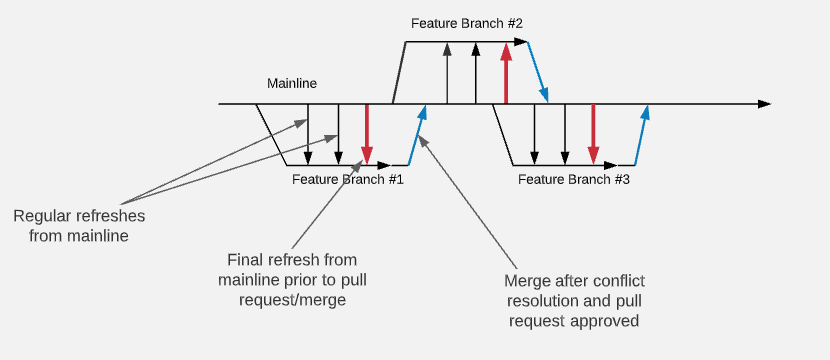 Feature Branch #2
Mainline
Feature Branch #1
Feature Branch #3
Regular refreshes
from mainline
Final refresh from
mainline prior to pull
request/merge
Merge after conflict
resolution and pull
request approved